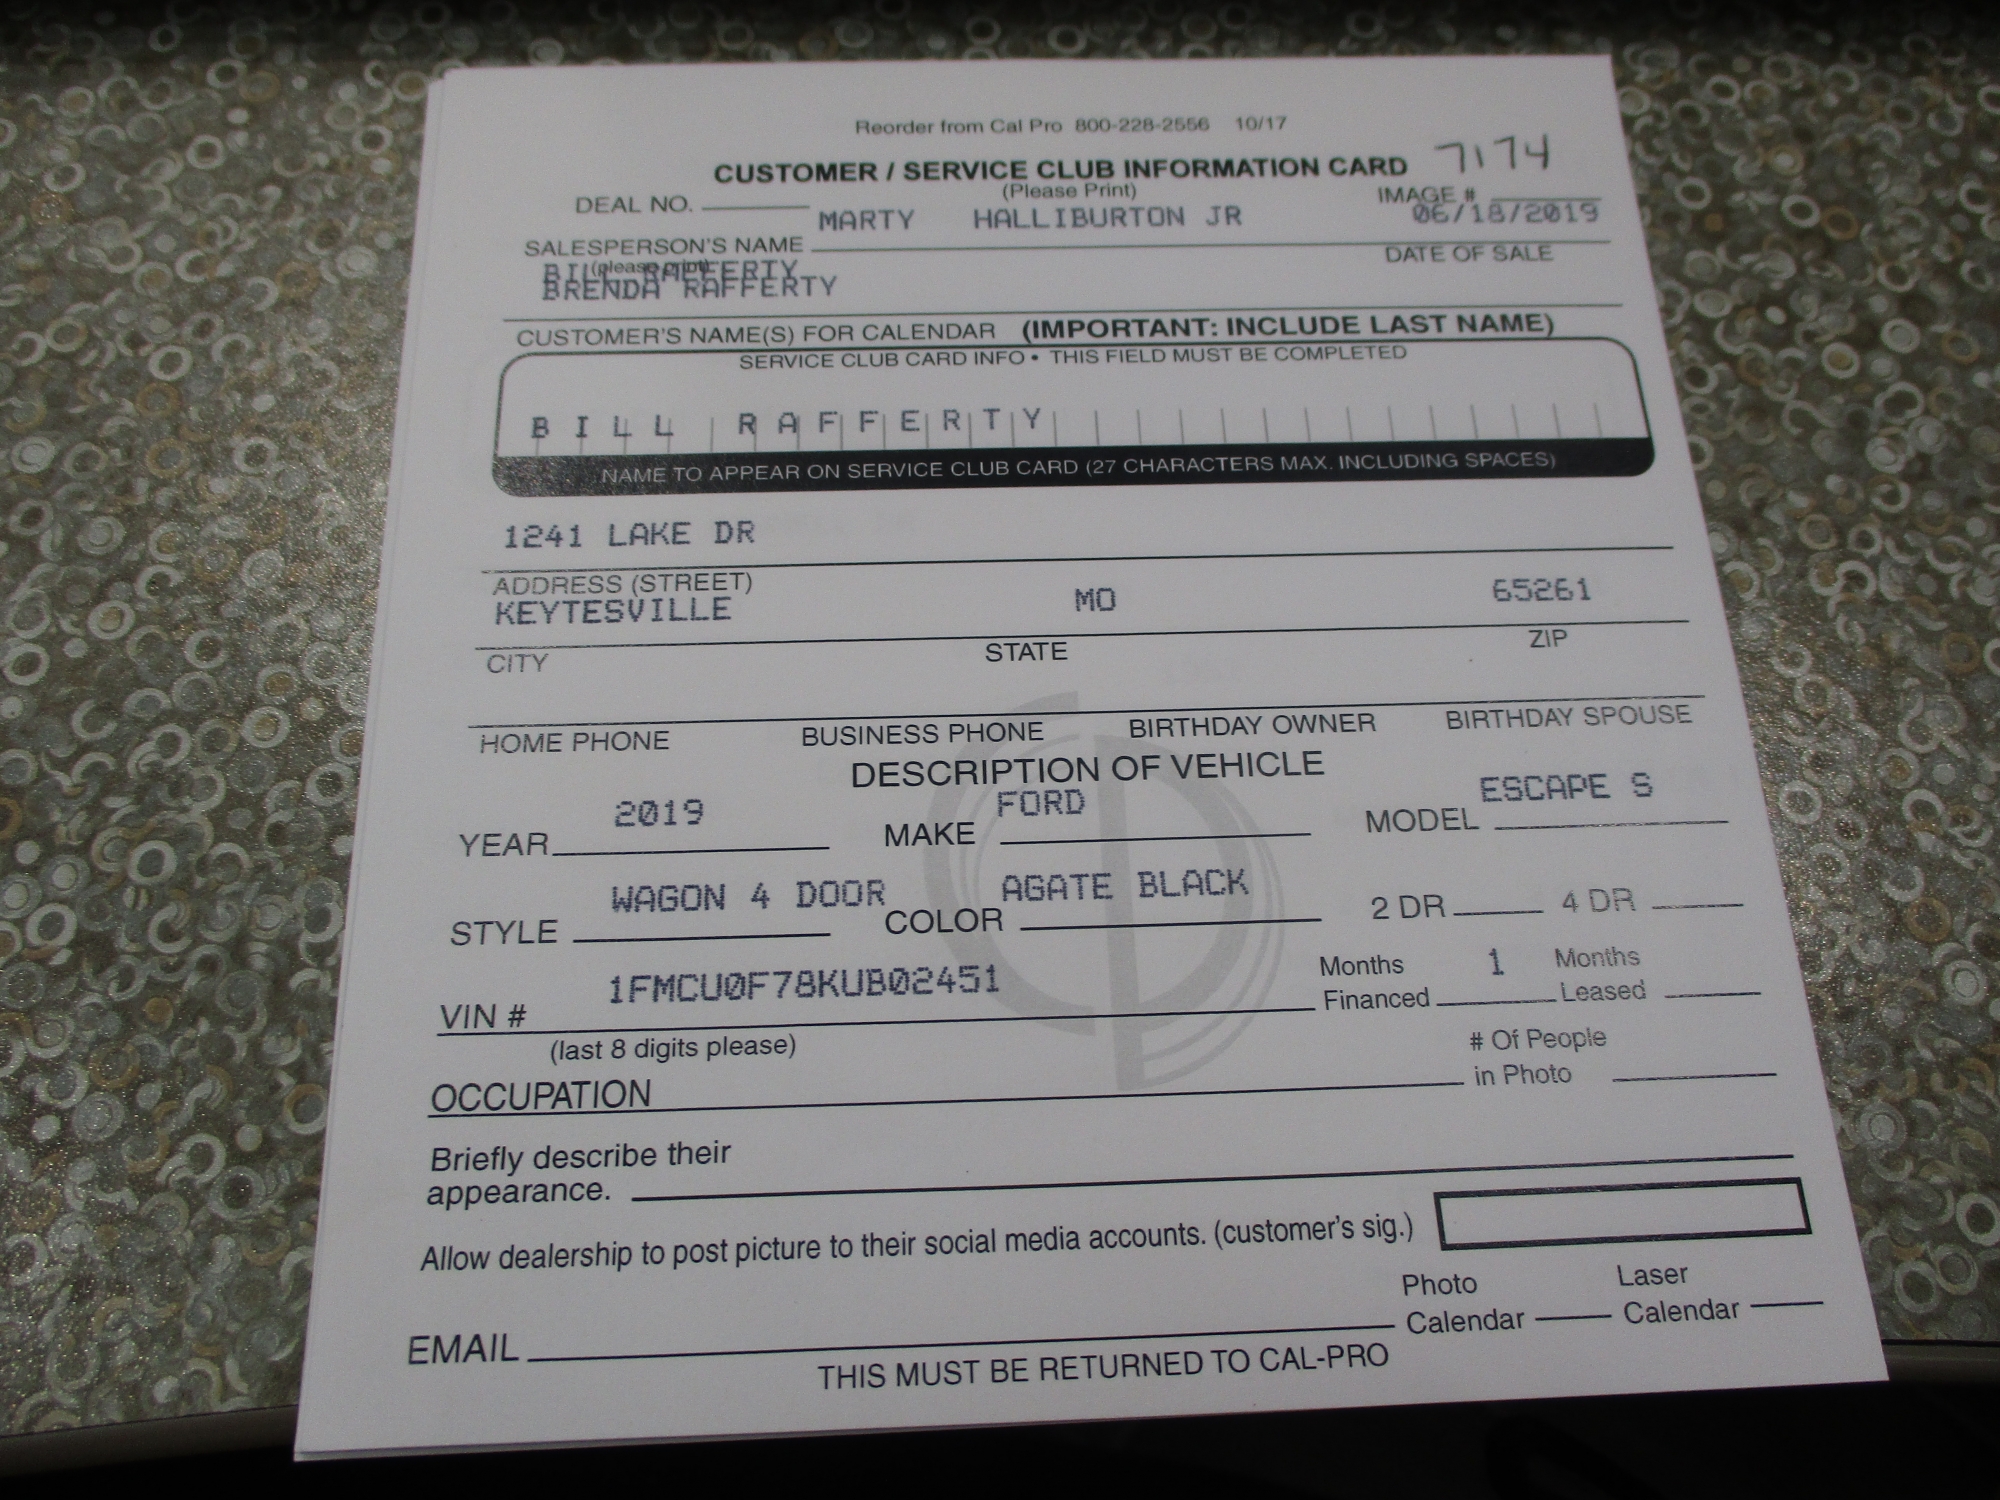 Reorder from Cal Pro 800-228-2556 10/17
CUSTOMER / SERVICE CLUB INFORMATION CARD 7174
(Please Print)
DEAL NO. IMAGE #
MARTY HALLIBURTON JR 06/18/2019
SALESPERSON'S NAME DATE OF SALE
(please print)
BILL RAFFERTY
BRENDA RAFFERTY
CUSTOMER'S NAME(S) FOR CALENDAR (IMPORTANT: INCLUDE LAST NAME)
SERVICE CLUB CARD INFO • THIS FIELD MUST BE COMPLETED
BILL RAFFERTY
NAME TO APPEAR ON SERVICE CLUB CARD (27 CHARACTERS MAX. INCLUDING SPACES)
1241 LAKE DR
ADDRESS (STREET)
KEYTESVILLE MO 65261
CITY STATE ZIP
HOME PHONE BUSINESS PHONE BIRTHDAY OWNER BIRTHDAY SPOUSE
DESCRIPTION OF VEHICLE
2019 FORD ESCAPE S
YEAR MAKE MODEL
WAGON 4 DOOR AGATE BLACK
STYLE COLOR 2 DR 4 DR
1FMCU0F78KUB02451 Months 1 Months
VIN # Financed Leased
(last 8 digits please) # Of People
OCCUPATION in Photo
Briefly describe their
appearance.
Allow dealership to post picture to their social media accounts. (customer's sig.)
Photo Laser
EMAIL Calendar Calendar
THIS MUST BE RETURNED TO CAL-PRO